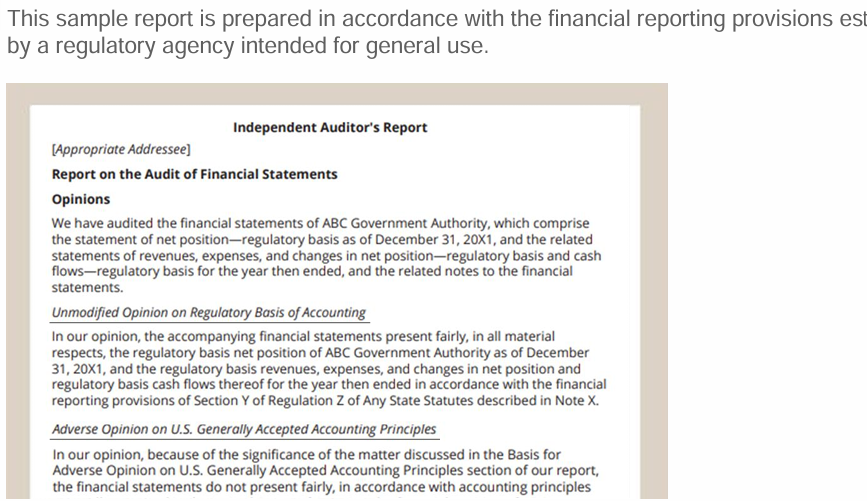 This sample report is prepared in accordance with the financial reporting provisions
by a regulatory agency intended for general use.
Independent Auditor's Report
[Appropriate Addressee]
Report on the Audit of Financial Statements
Opinions
We have audited the financial statements of ABC Government Authority, which comprise
the statement of net position—regulatory basis as of December 31, 20X1, and the related
statements of revenues, expenses, and changes in net position—regulatory basis and cash
flows—regulatory basis for the year then ended, and the related notes to the financial
statements.
Unmodified Opinion on Regulatory Basis of Accounting
In our opinion, the accompanying financial statements present fairly, in all material
respects, the regulatory basis net position of ABC Government Authority as of December
31, 20X1, and the regulatory basis revenues, expenses, and changes in net position and
regulatory basis cash flows thereof for the year then ended in accordance with the financial
reporting provisions of Section Y of Regulation Z of Any State Statutes described in Note X.
Adverse Opinion on U.S. Generally Accepted Accounting Principles
In our opinion, because of the significance of the matter discussed in the Basis for
Adverse Opinion on U.S. Generally Accepted Accounting Principles section of our report,
the financial statements do not present fairly, in accordance with accounting principles